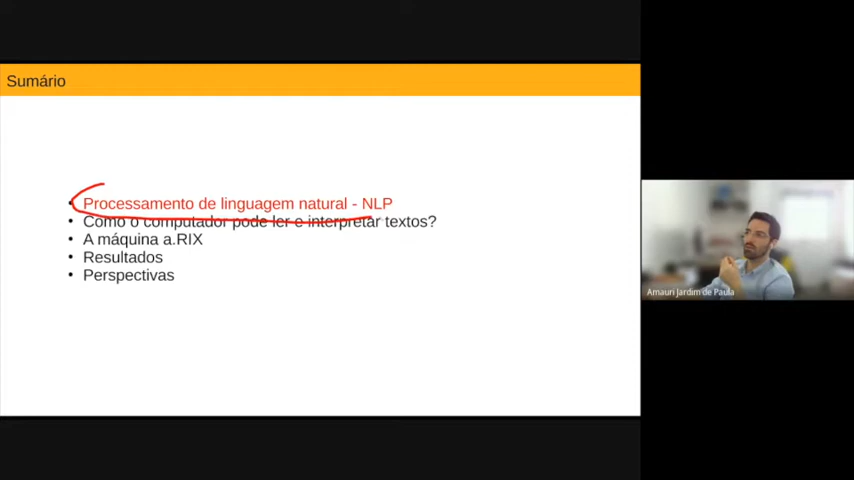 Sumário
Processamento de linguagem natural - NLP
Como o computador pode ler e interpretar textos?
A máquina a.RIX
Resultados
Perspectivas
Amauri Jardim de Paula